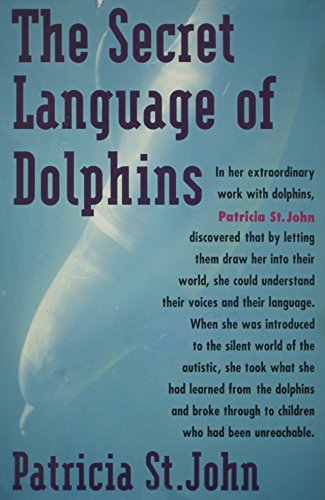 The Secret
Language of
Dolphins
In her extraordinary
work with dolphins,
Patricia St. John
discovered that by letting
them draw her into their
world, she could understand
their voices and their language.
When she was introduced
to the silent world of the
autistic, she took what she
had learned from the dolphins
and broke through to children
who had been unreachable.
Patricia St. John